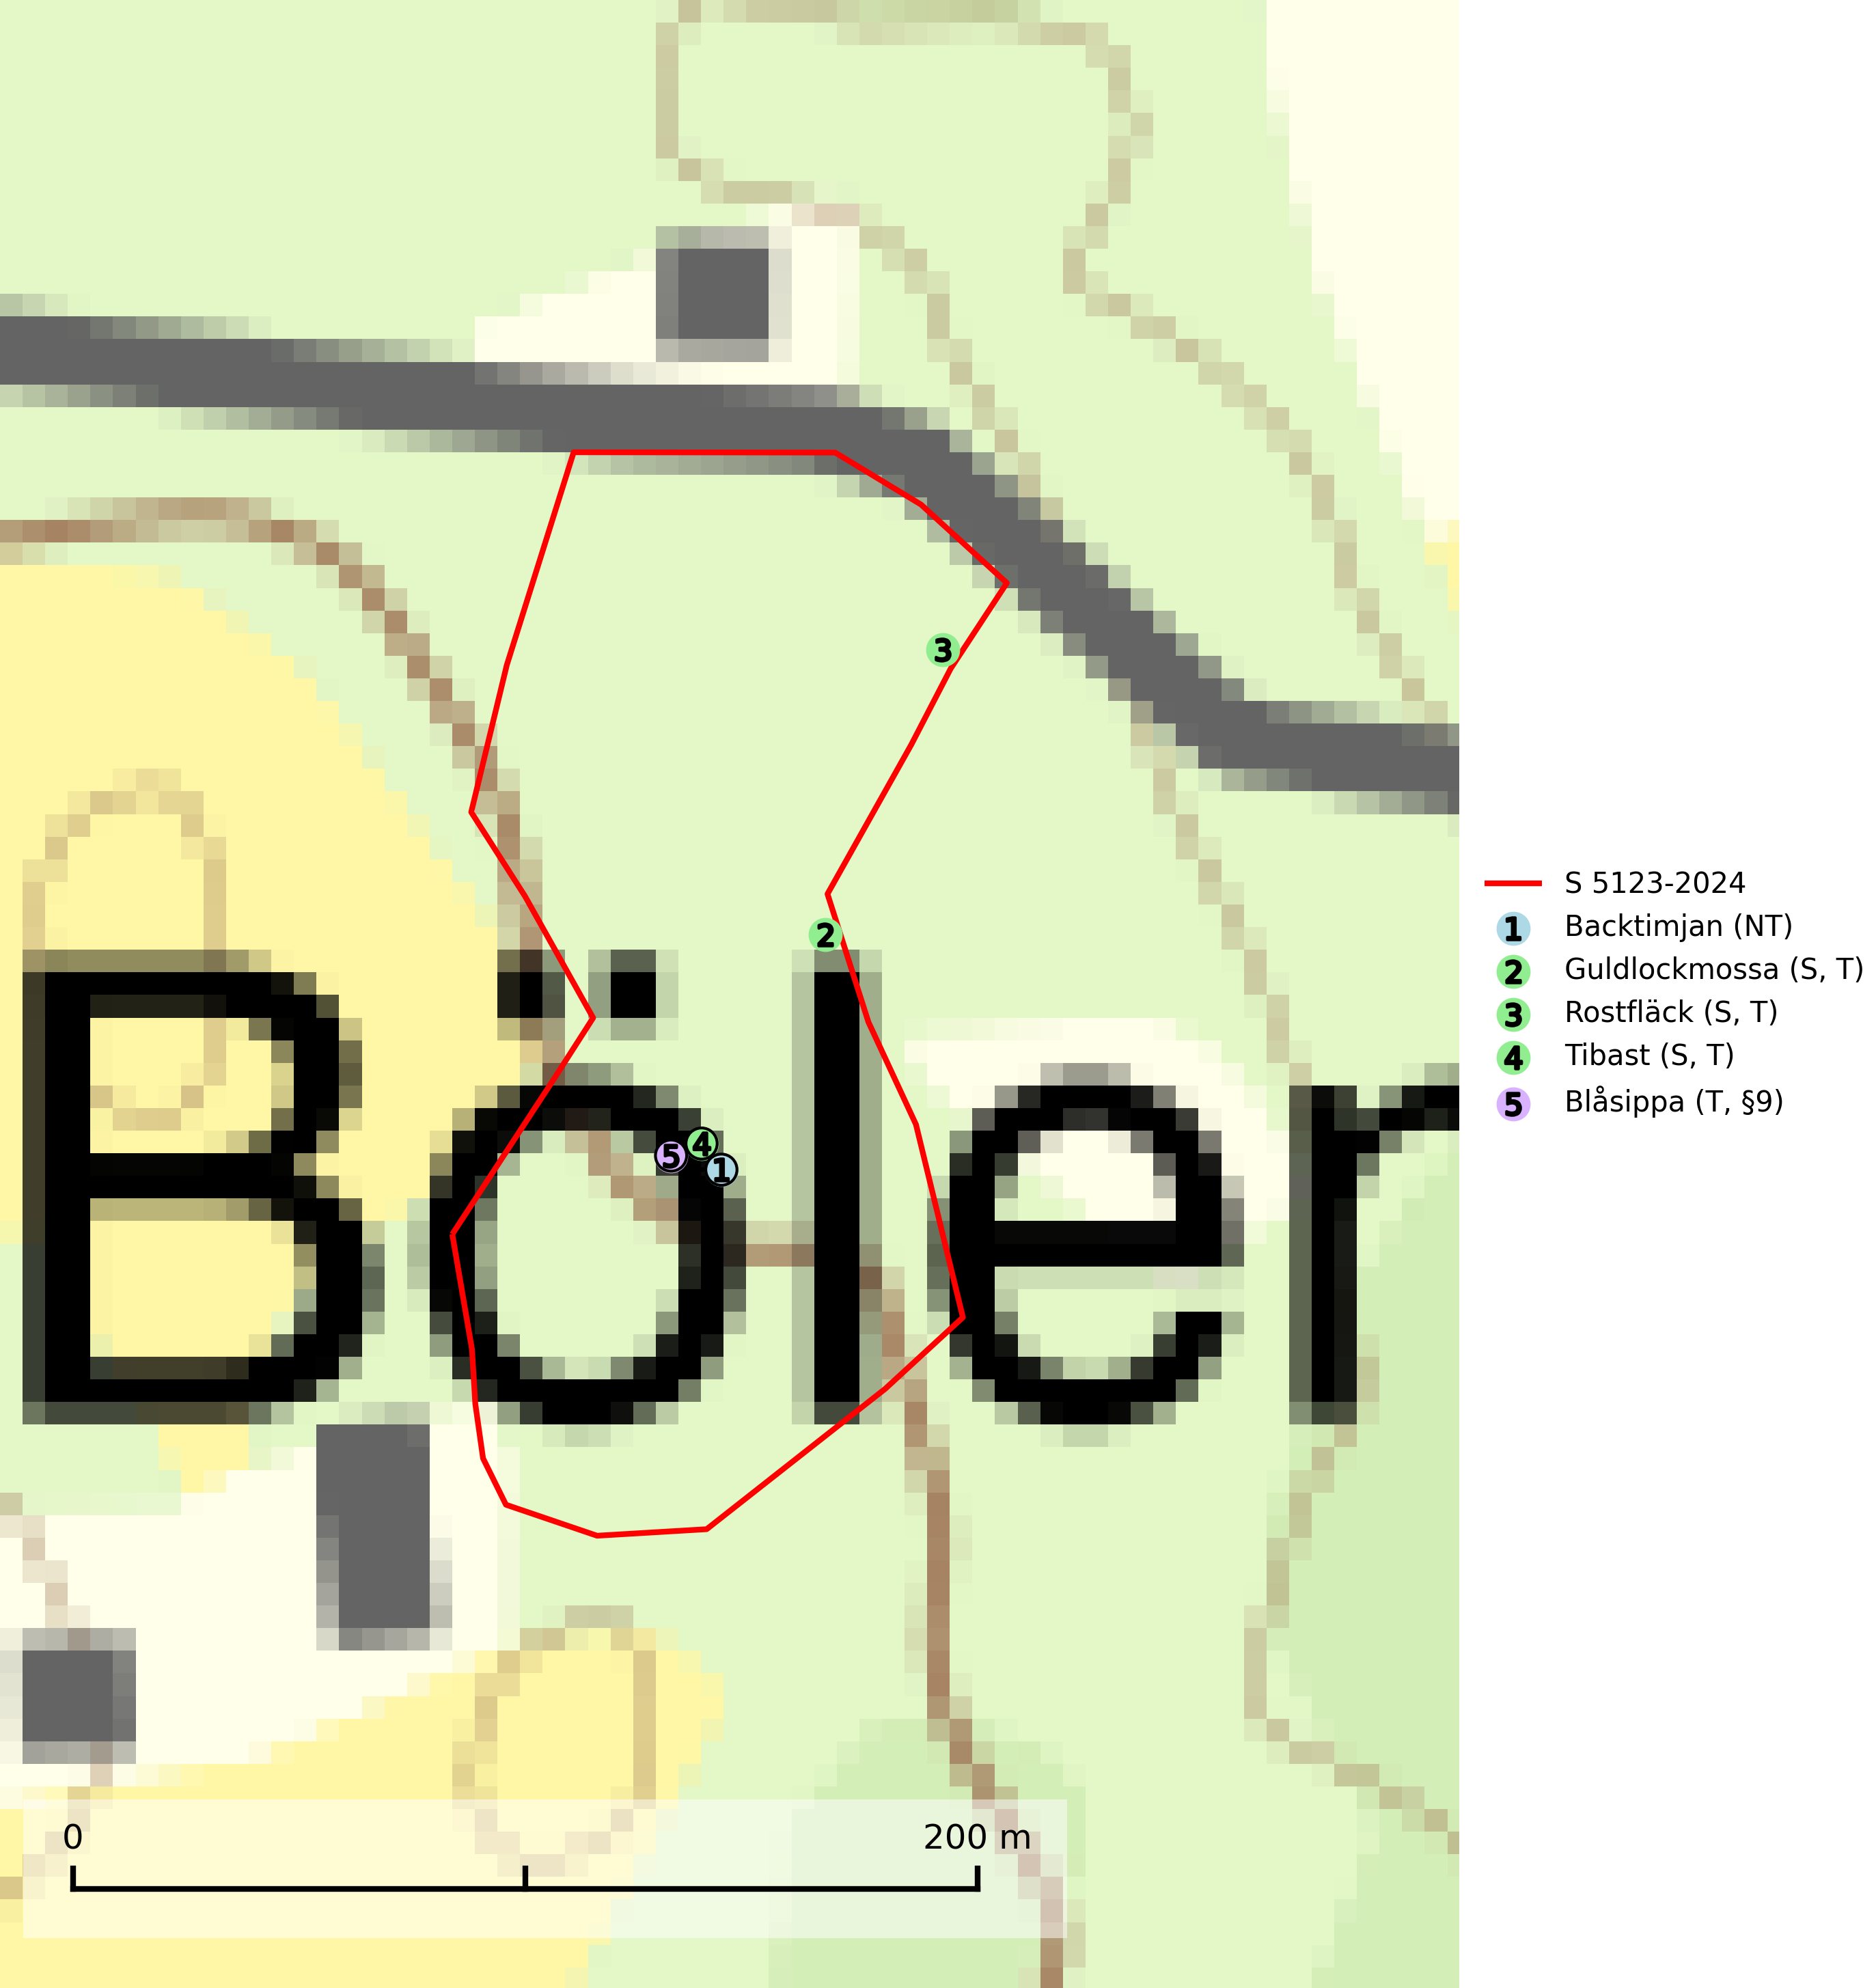 3
2
5
4
1
Boler
0
200 m
S 5123-2024
1 Backtimjan (NT)
2 Guldlockmossa (S, T)
3 Rostfläck (S, T)
4 Tibast (S, T)
5 Blåsippa (T, §9)